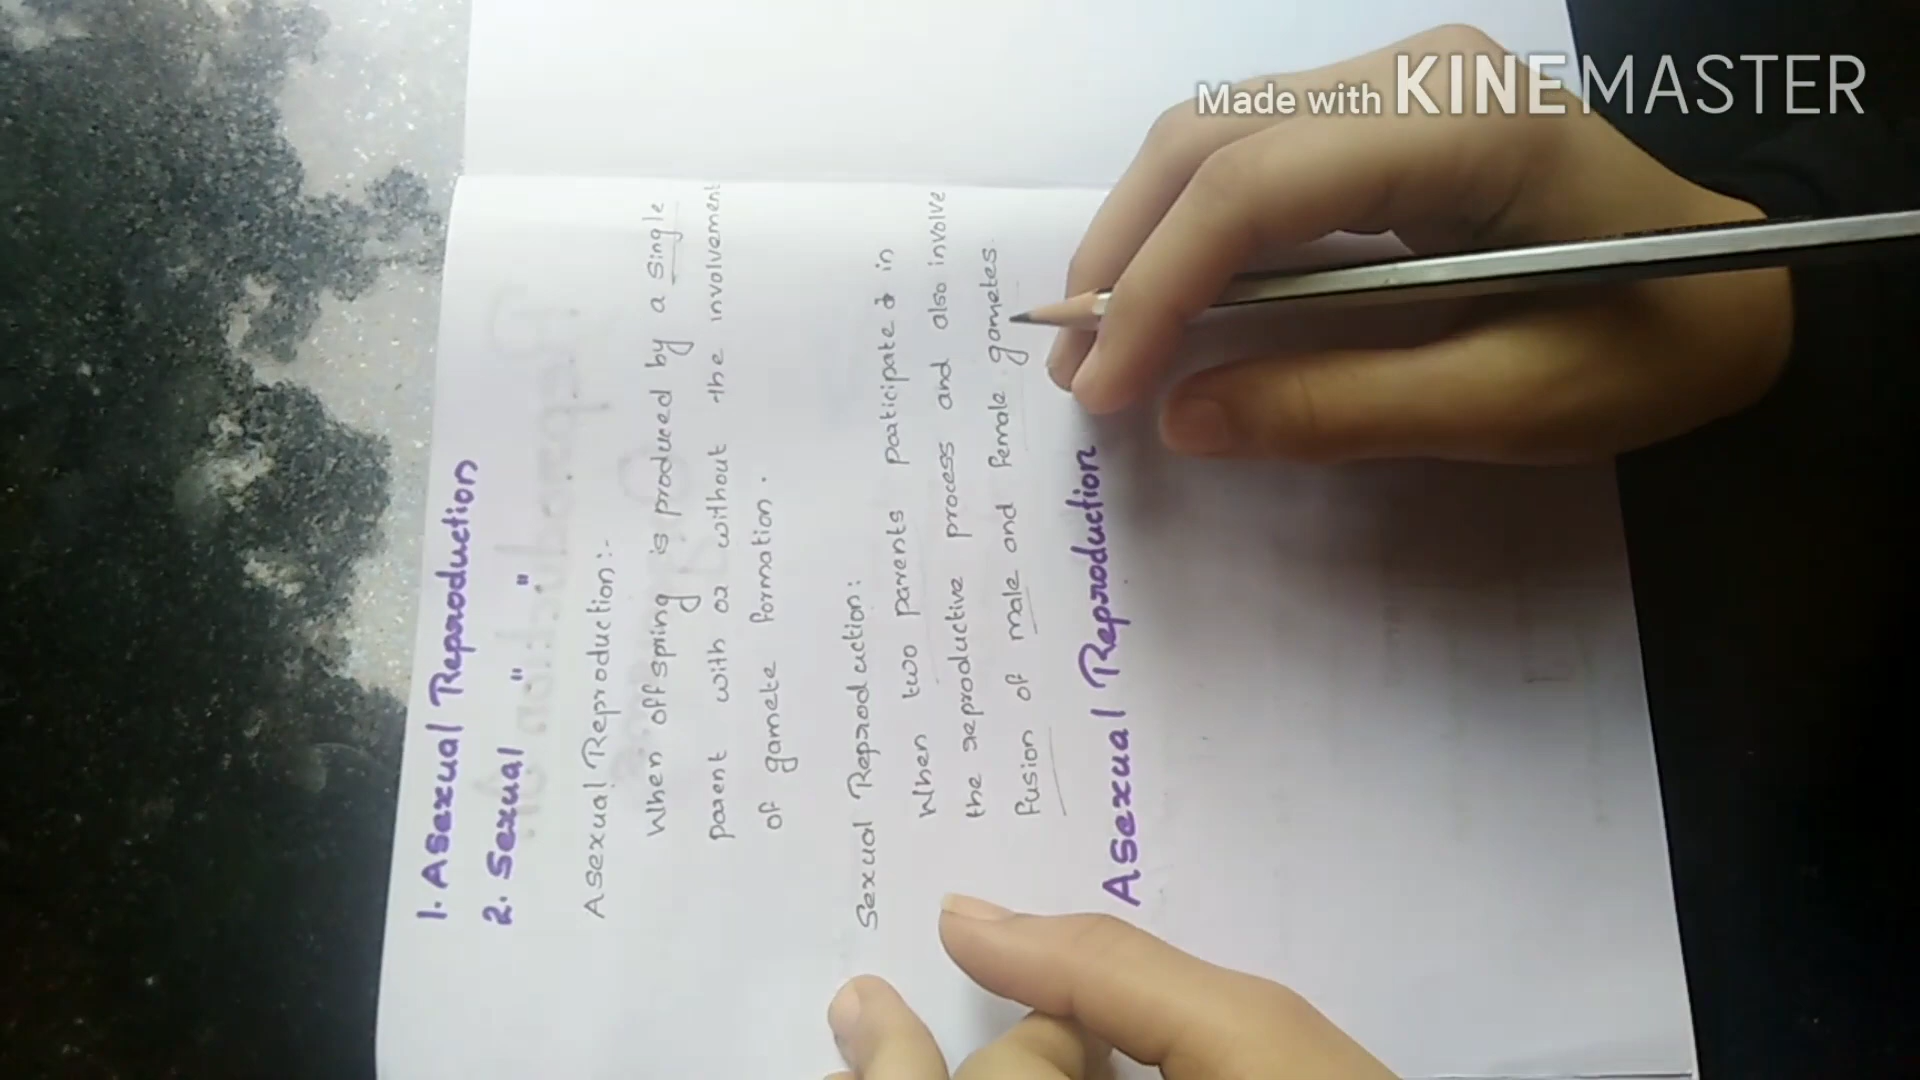 Made with KINEMASTER
1. Asexual Reproduction
2. Sexual " "
Asexual Reproduction:-
When offspring is produced by a single
parent with or without the involvement
of gamete formation.
Sexual Reproduction:
When two parents participate in
the reproductive process and also involve
fusion of male and female gametes.
Asexual Reproduction